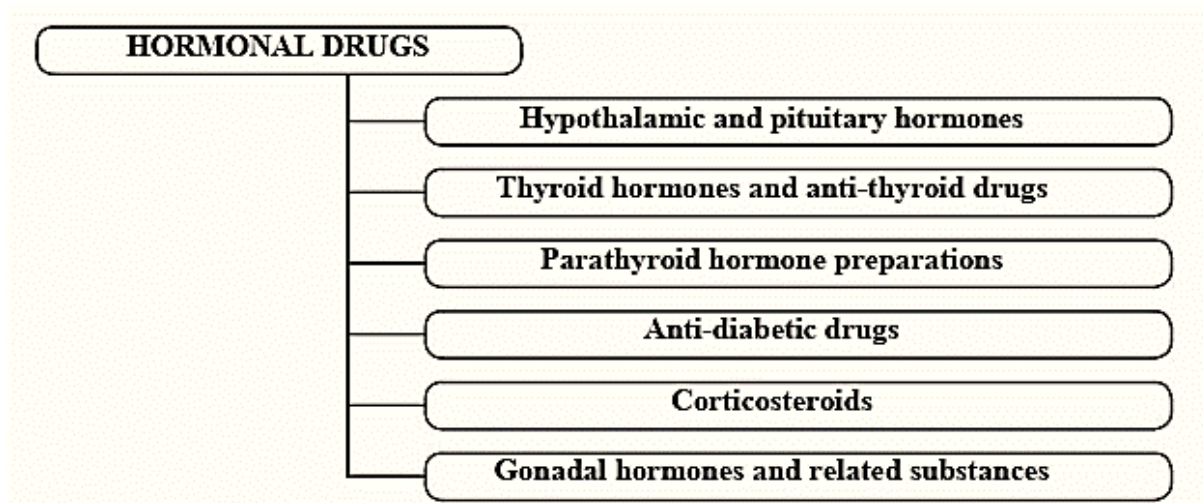 HORMONAL DRUGS
Hypothalamic and pituitary hormones
Thyroid hormones and anti-thyroid drugs
Parathyroid hormone preparations
Anti-diabetic drugs
Corticosteroids
Gonadal hormones and related substances